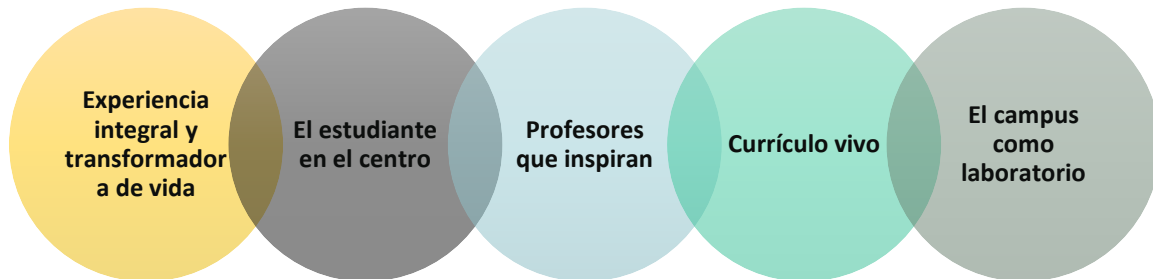 Experiencia
integral y
transformador
a de vida
El estudiante
en el centro
Profesores
que inspiran
Currículo vivo
El campus
como
laboratorio